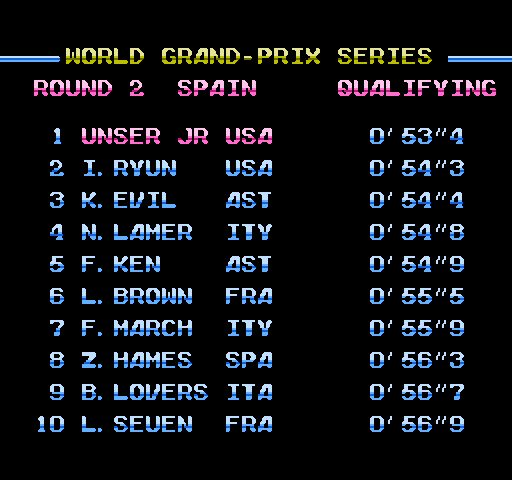 WORLD GRAND-PRIX SERIES
ROUND 2 SPAIN QUALIFYING
1 UNSER JR USA 0'53"4
2 I. RYUN USA 0'54"3
3 K. EVIL AST 0'54"4
4 N. LAMER ITY 0'54"8
5 F. KEN AST 0'54"9
6 L. BROWN FRA 0'55"5
7 F. MARCH ITY 0'55"9
8 Z. HAMES SPA 0'56"3
9 B. LOVERS ITA 0'56"7
10 L. SEUEN FRA 0'56"9